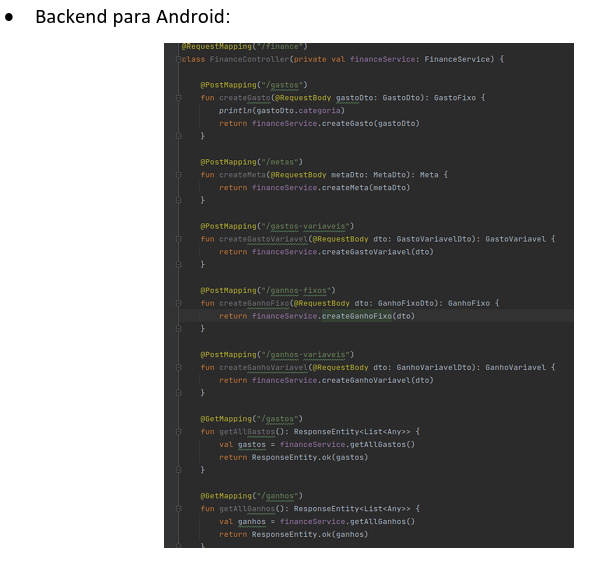 • Backend para Android:
@RequestMapping("/finance")
class FinanceController(private val financeService: FinanceService) {
@PostMapping("/gastos")
fun createGasto(@RequestBody gastoDto: GastoDto): GastoFixo {
println(gastoDto.categoria)
return financeService.createGasto(gastoDto)
}
@PostMapping("/metas")
fun createMeta(@RequestBody metaDto: MetaDto): Meta {
return financeService.createMeta(metaDto)
}
@PostMapping("/gastos-variaveis")
fun createGastoVariavel(@RequestBody dto: GastoVariavelDto): GastoVariavel {
return financeService.createGastoVariavel(dto)
}
@PostMapping("/ganhos-fixos")
fun createGanhoFixo(@RequestBody dto: GanhoFixoDto): GanhoFixo {
return financeService.createGanhoFixo(dto)
}
@PostMapping("/ganhos-variaveis")
fun createGanhoVariavel(@RequestBody dto: GanhoVariavelDto): GanhoVariavel {
return financeService.createGanhoVariavel(dto)
}
@GetMapping("/gastos")
fun getAllGastos(): ResponseEntity<List<Any>> {
val gastos = financeService.getAllGastos()
return ResponseEntity.ok(gastos)
}
@GetMapping("/ganhos")
fun getAllGanhos(): ResponseEntity<List<Any>> {
val ganhos = financeService.getAllGanhos()
return ResponseEntity.ok(ganhos)
}